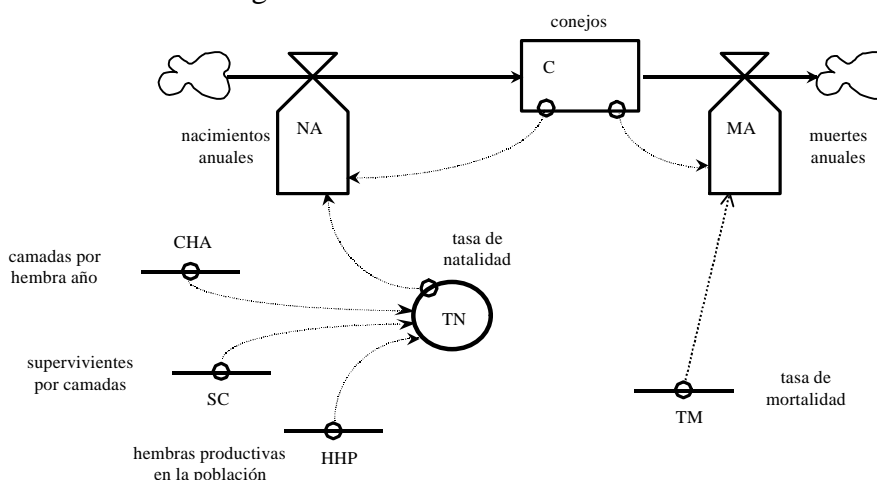 conejos
C
NA
MA
nacimientos
anuales
muertes
anuales
CHA
camadas por
hembra año
tasa de
natalidad
TN
supervivientes
por camadas
SC
tasa de
mortalidad
TM
hembras productivas
en la población
HHP